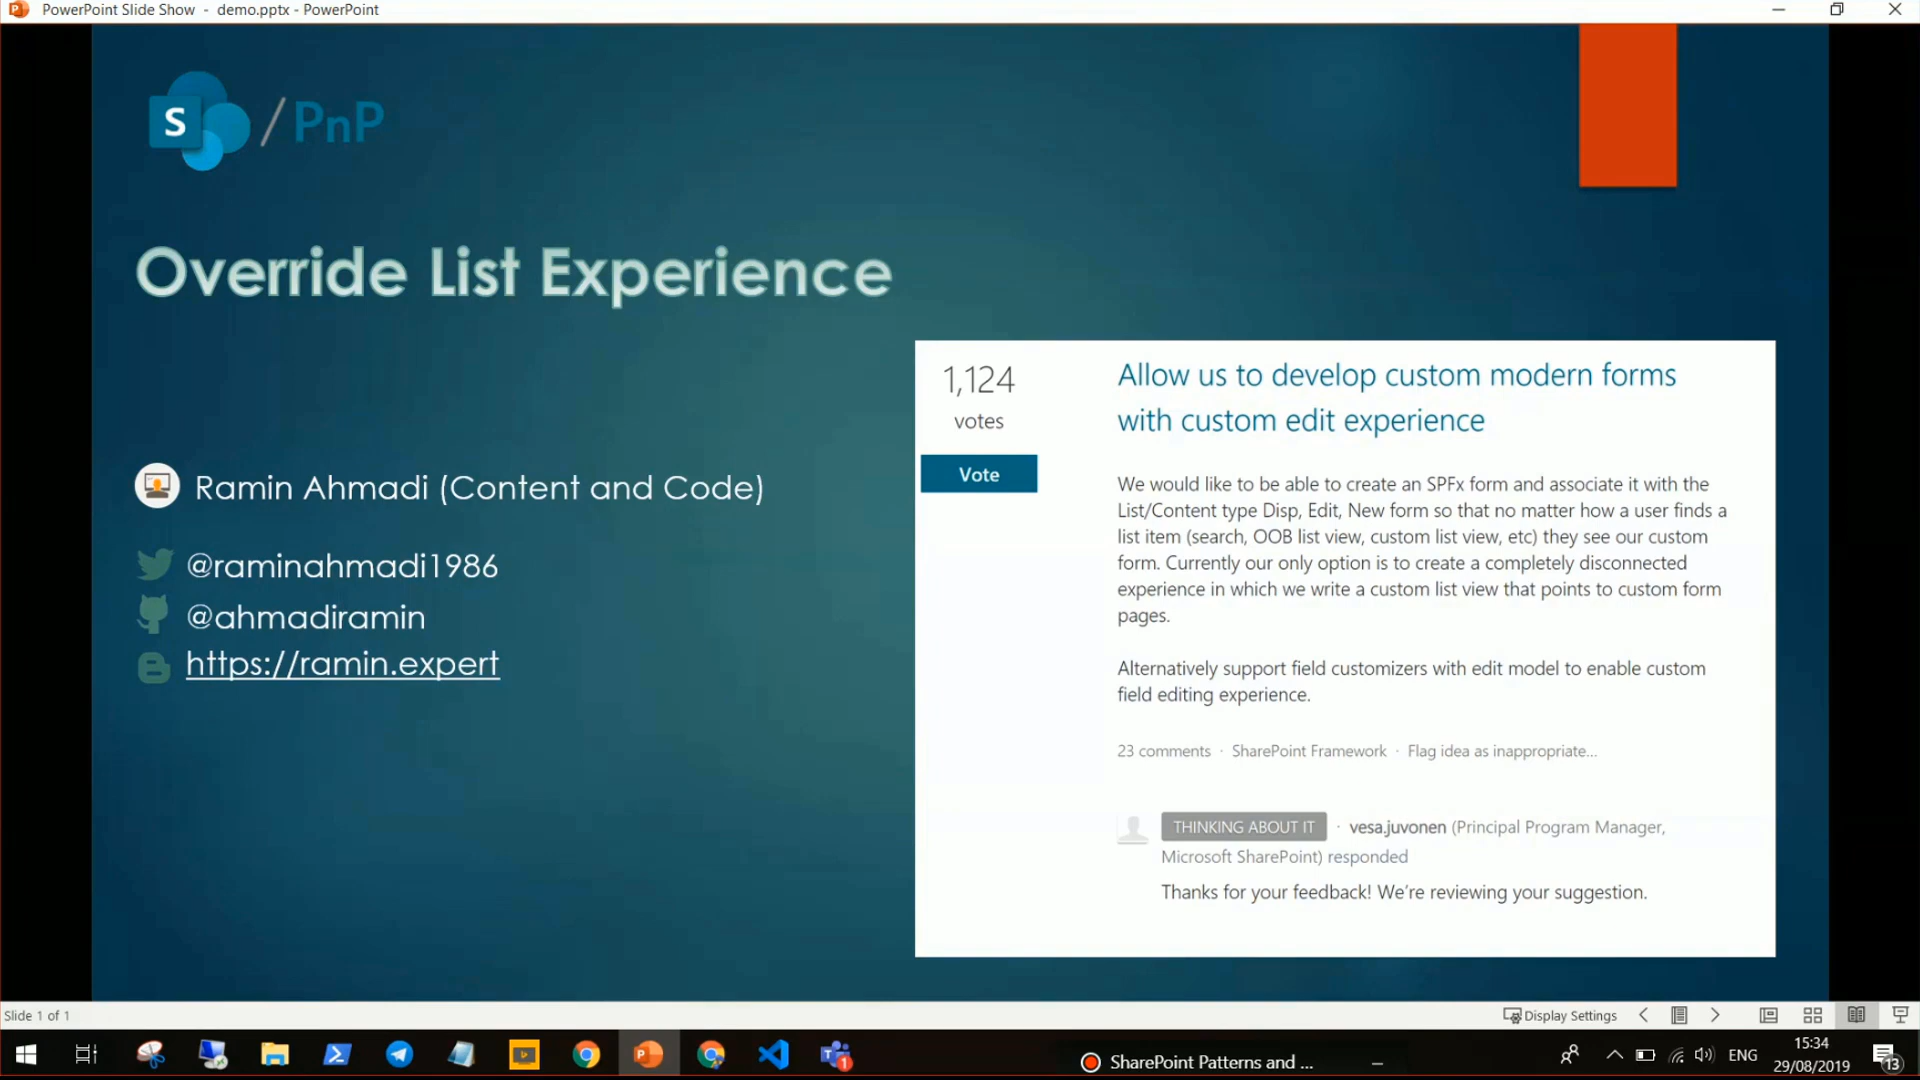 PowerPoint Slide Show - demo.pptx - PowerPoint
S / PnP
Override List Experience
Ramin Ahmadi (Content and Code)
@raminahmadi1986
@ahmadiramin
https://ramin.expert
1,124
votes
Vote
Allow us to develop custom modern forms
with custom edit experience
We would like to be able to create an SPFx form and associate it with the
List/Content type Disp, Edit, New form so that no matter how a user finds a
list item (search, OOB list view, custom list view, etc) they see our custom
form. Currently our only option is to create a completely disconnected
experience in which we write a custom list view that points to custom form
pages.
Alternatively support field customizers with edit model to enable custom
field editing experience.
23 comments · SharePoint Framework · Flag idea as inappropriate...
THINKING ABOUT IT · vesa.juvonen (Principal Program Manager,
Microsoft SharePoint) responded
Thanks for your feedback! We're reviewing your suggestion.
Slide 1 of 1
Display Settings
SharePoint Patterns and ...
ENG
15:34
29/08/2019
13
1